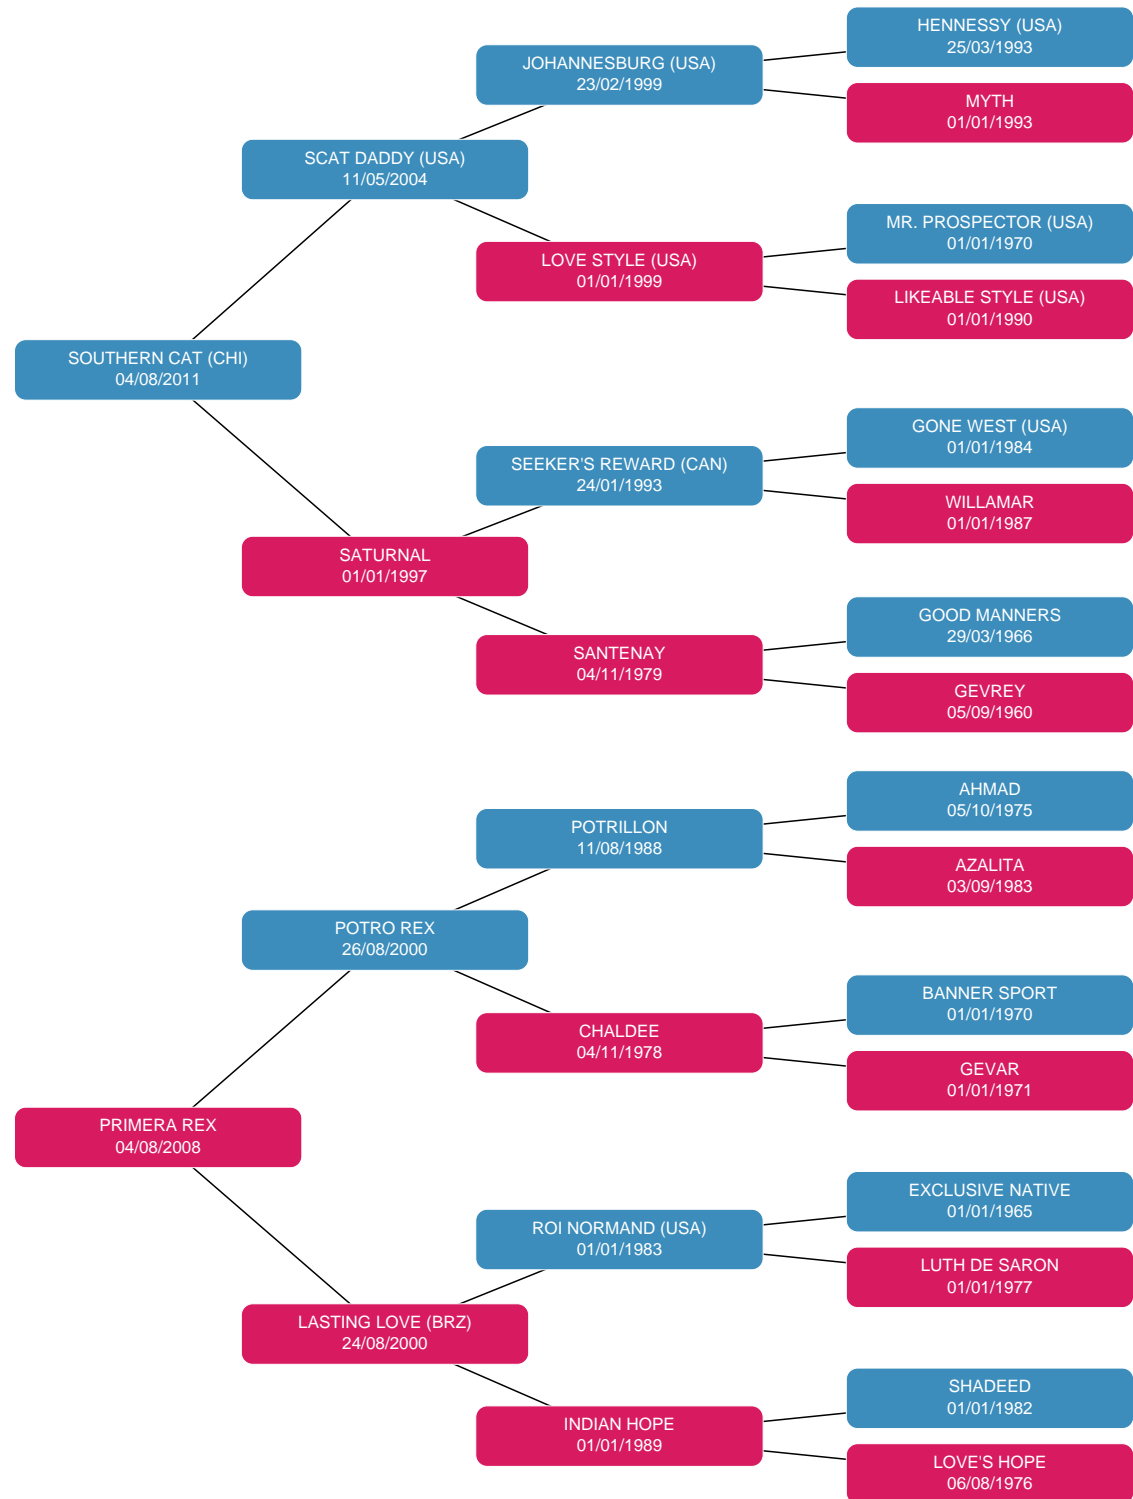 HENNESSY (USA)
25/03/1993
JOHANNESBURG (USA)
23/02/1999
MYTH
01/01/1993
SCAT DADDY (USA)
11/05/2004
MR. PROSPECTOR (USA)
01/01/1970
LOVE STYLE (USA)
01/01/1999
LIKEABLE STYLE (USA)
01/01/1990
SOUTHERN CAT (CHI)
04/08/2011
GONE WEST (USA)
01/01/1984
SEEKER'S REWARD (CAN)
24/01/1993
WILLAMAR
01/01/1987
SATURNAL
01/01/1997
GOOD MANNERS
29/03/1966
SANTENAY
04/11/1979
GEVREY
05/09/1960
AHMAD
05/10/1975
POTRILLON
11/08/1988
AZALITA
03/09/1983
POTRO REX
26/08/2000
BANNER SPORT
01/01/1970
CHALDEE
04/11/1978
GEVAR
01/01/1971
PRIMERA REX
04/08/2008
EXCLUSIVE NATIVE
01/01/1965
ROI NORMAND (USA)
01/01/1983
LUTH DE SARON
01/01/1977
LASTING LOVE (BRZ)
24/08/2000
SHADEED
01/01/1982
INDIAN HOPE
01/01/1989
LOVE'S HOPE
06/08/1976